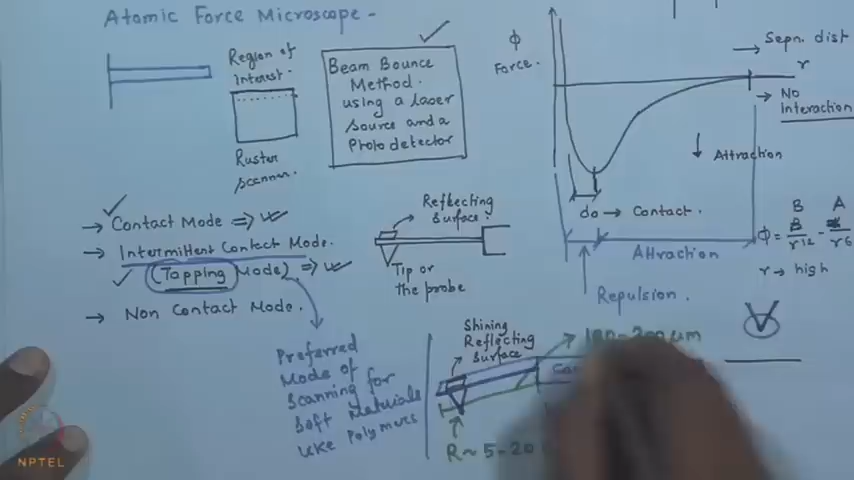 Atomic Force Microscope -
Region of
interest.
Ruster
scanner.
Beam Bounce
Method.
using a laser
source and a
Photo detector
φ
Force.
→ Sepn. dist
r
→ No
interaction
↓ Attraction
do → Contact.
Attraction
Repulsion.
B A
φ = B/r12 - /r6
r → high
→ Contact Mode ⇒
→ Intermittent Contact Mode.
(Tapping Mode) ⇒
→ Non Contact Mode.
Reflecting
surface.
Tip or
the probe
Preferred
Mode of
Scanning for
Soft Materials
like Polymers
Shining
Reflecting
surface
R ~ 5-20
NPTEL